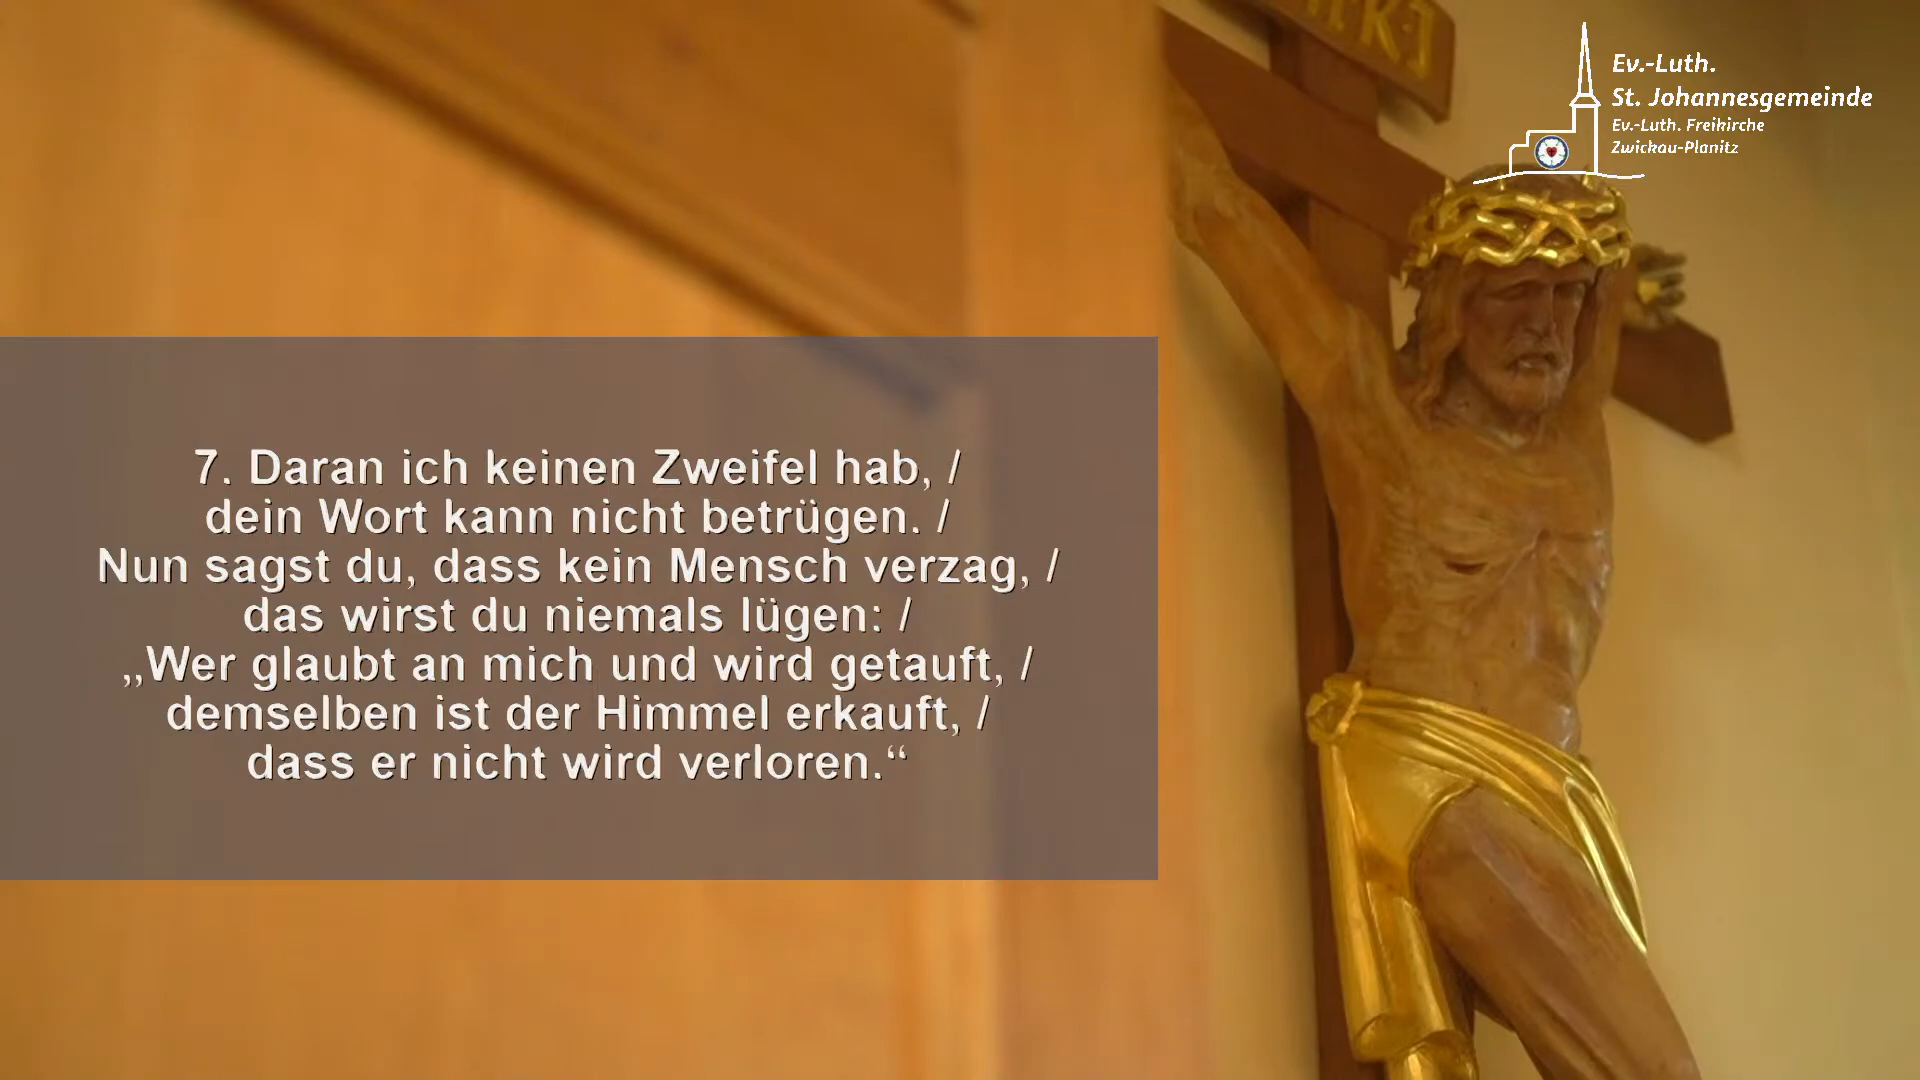 Ev.-Luth.
St. Johannesgemeinde
Ev.-Luth. Freikirche
Zwickau-Planitz
7. Daran ich keinen Zweifel hab, /
dein Wort kann nicht betrügen. /
Nun sagst du, dass kein Mensch verzag, /
das wirst du niemals lügen: /
„Wer glaubt an mich und wird getauft, /
demselben ist der Himmel erkauft, /
dass er nicht wird verloren.“